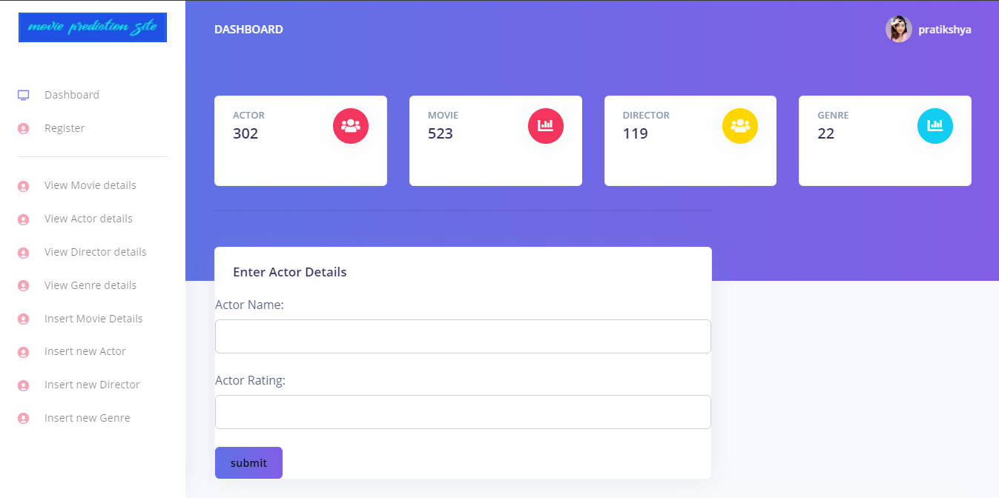 movie prediction site
Dashboard
Register
View Movie details
View Actor details
View Director details
View Genre details
Insert Movie Details
Insert new Actor
Insert new Director
Insert new Genre
DASHBOARD
pratikshya
ACTOR
302
MOVIE
523
DIRECTOR
119
GENRE
22
Enter Actor Details
Actor Name:
Actor Rating:
submit